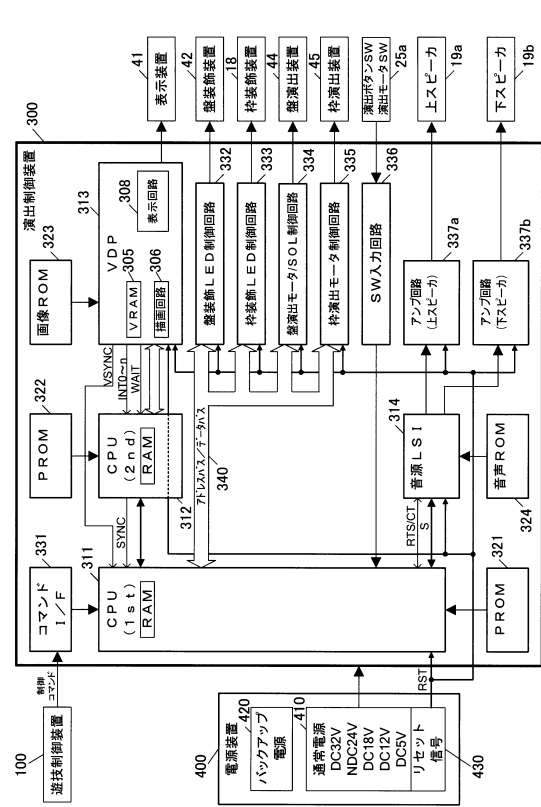 100
遊技制御装置
制御
コマンド
400
電源装置
420
バックアップ
電源
410
通常電源
DC32V
NDC24V
DC18V
DC12V
DC5V
リセット
信号
430
RST
300
演出制御装置
331
コマンド
I/F
322
PROM
323
画像ROM
311
CPU
(1st)
RAM
SYNC
CPU
(2nd)
RAM
312
VSYNC
INT0~n
WAIT
313
VDP
305
VRAM
306
描画回路
308
表示回路
アドレスバス/データバス
340
332
盤装飾LED制御回路
333
枠装飾LED制御回路
334
盤演出モータ/SOL制御回路
335
枠演出モータ制御回路
336
SW入力回路
RTS/CT
S
314
音源LSI
337a
アンプ回路
(上スピーカ)
337b
アンプ回路
(下スピーカ)
321
PROM
324
音声ROM
41
表示装置
42
盤装飾装置
18
枠装飾装置
44
盤演出装置
45
枠演出装置
演出ボタンSW
演出モータSW
25a
19a
上スピーカ
19b
下スピーカ